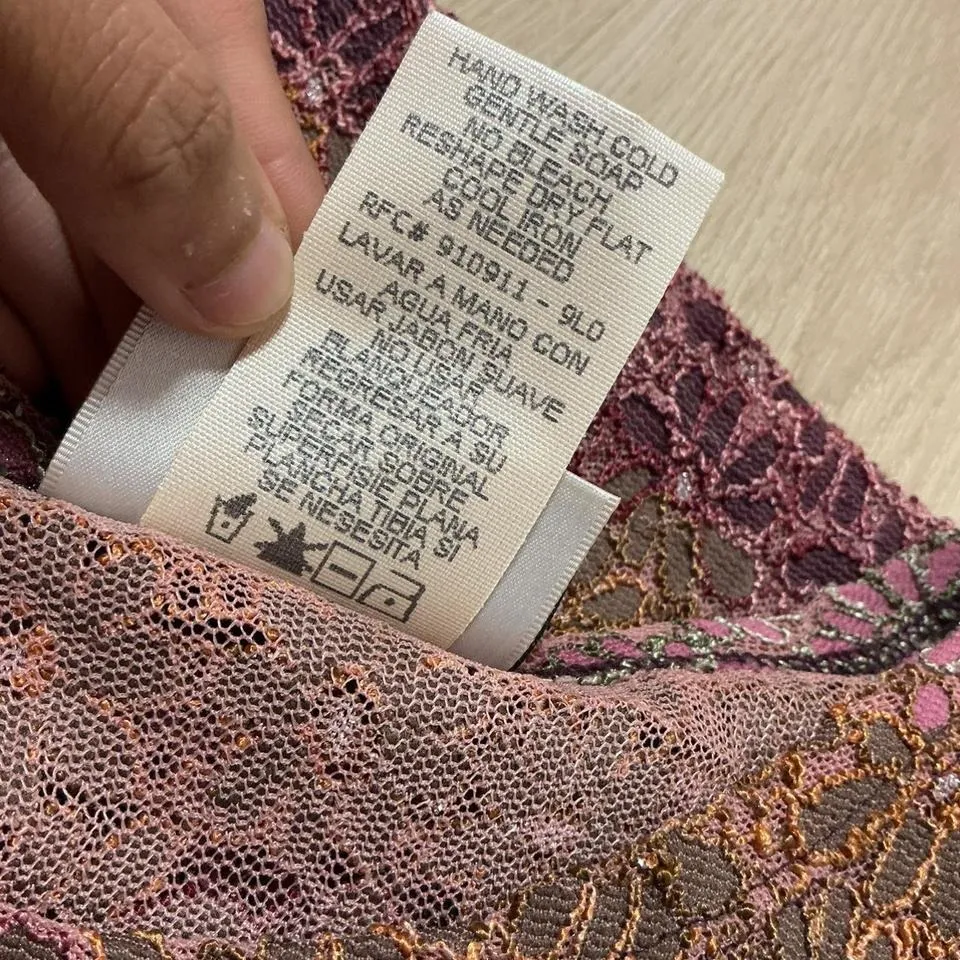 HAND WASH COLD
GENTLE SOAP
NO BLEACH
RESHAPE DRY FLAT
COOL IRON
AS NEEDED
RFC# 910911 - 9LD
LAVAR A MANO CON
AGUA FRIA
USAR JABON SUAVE
NO USAR
BLANQUEADOR
REGRESAR A SU
FORMA ORIGINAL
SECAR SOBRE
SUPERFISIE PLANA
PLANCHA TIBIA SI
SE NESESITA